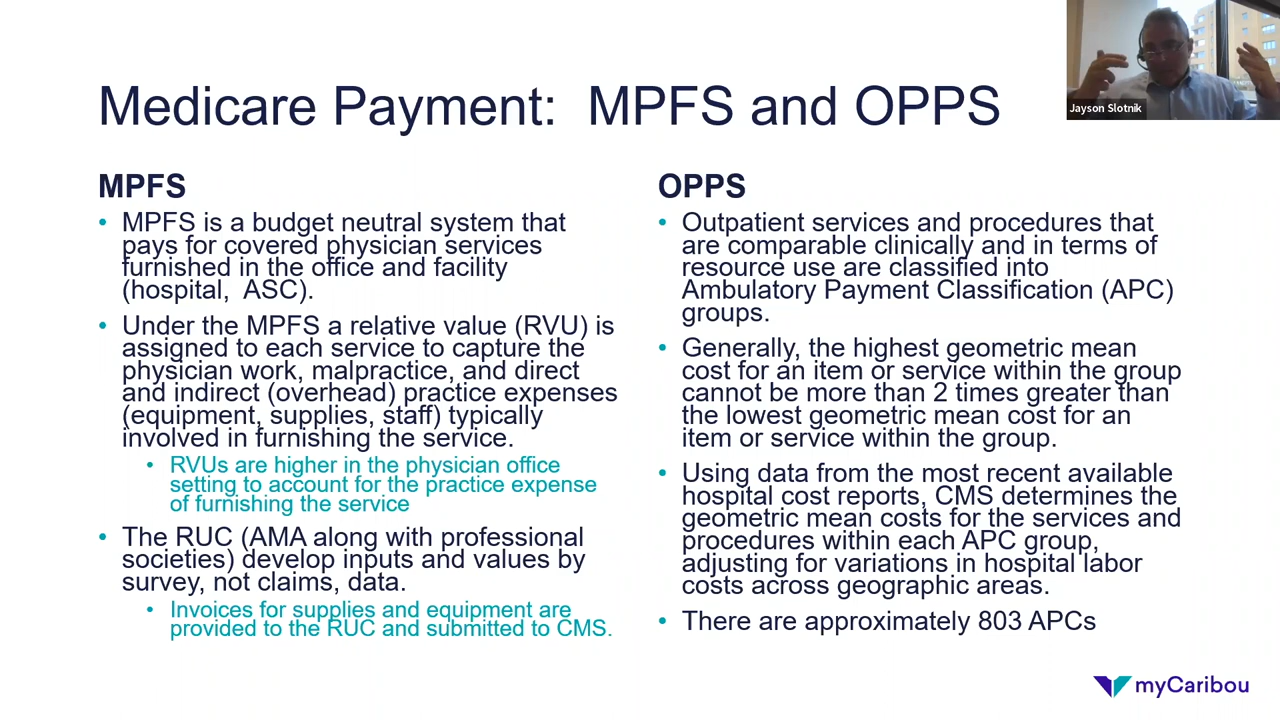 Medicare Payment:  MPFS and OPPS
Jayson Slotnik
MPFS
• MPFS is a budget neutral system that
pays for covered physician services
furnished in the office and facility
(hospital,  ASC).
• Under the MPFS a relative value (RVU) is
assigned to each service to capture the
physician work, malpractice, and direct
and indirect (overhead) practice expenses
(equipment, supplies, staff) typically
involved in furnishing the service.
• RVUs are higher in the physician office
setting to account for the practice expense
of furnishing the service
• The RUC (AMA along with professional
societies) develop inputs and values by
survey, not claims, data.
• Invoices for supplies and equipment are
provided to the RUC and submitted to CMS.
OPPS
• Outpatient services and procedures that
are comparable clinically and in terms of
resource use are classified into
Ambulatory Payment Classification (APC)
groups.
• Generally, the highest geometric mean
cost for an item or service within the group
cannot be more than 2 times greater than
the lowest geometric mean cost for an
item or service within the group.
• Using data from the most recent available
hospital cost reports, CMS determines the
geometric mean costs for the services and
procedures within each APC group,
adjusting for variations in hospital labor
costs across geographic areas.
• There are approximately 803 APCs
myCaribou